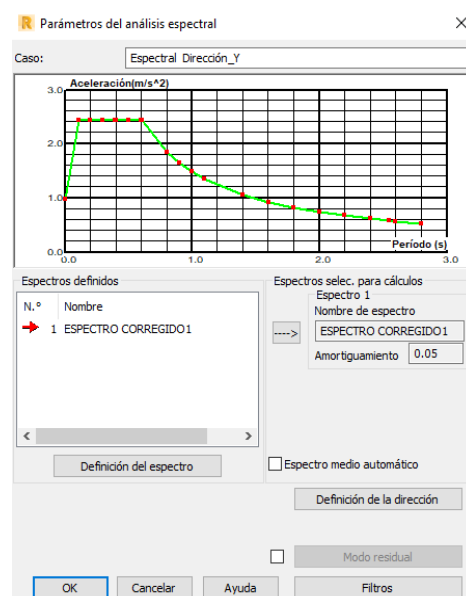 R Parámetros del análisis espectral
Caso: Espectral Dirección_Y
Aceleración(m/s^2)
3.0
2.0
1.0
0.0
Período (s)
0.0 1.0 2.0 3.0
Espectros definidos
N.º Nombre
1 ESPECTRO CORREGIDO1
Definición del espectro
Espectros selec. para cálculos
Espectro 1
Nombre de espectro
---->
ESPECTRO CORREGIDO1
Amortiguamiento 0.05
Espectro medio automático
Definición de la dirección
Modo residual
OK Cancelar Ayuda Filtros